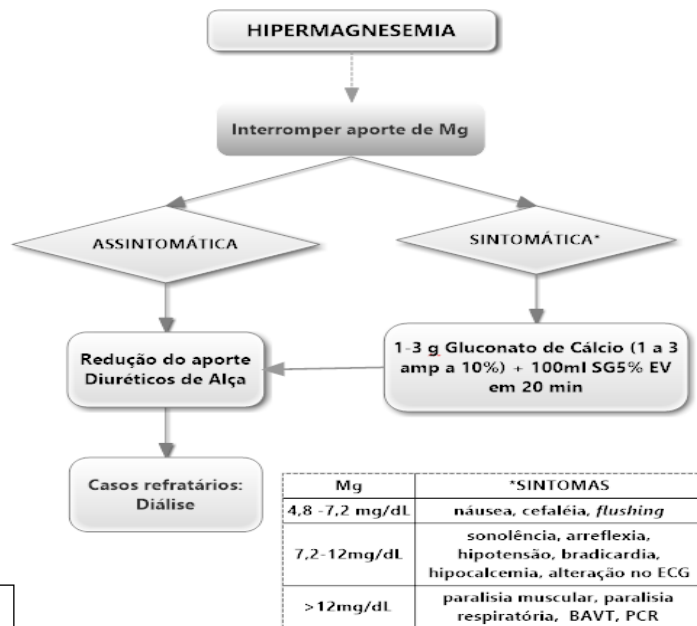 HIPERMAGNESEMIA
Interromper aporte de Mg
ASSINTOMÁTICA
SINTOMÁTICA*
Redução do aporte
Diuréticos de Alça
1-3 g Gluconato de Cálcio (1 a 3
amp a 10%) + 100ml SG5% EV
em 20 min
Casos refratários:
Diálise
Mg *SINTOMAS
4,8 -7,2 mg/dL náusea, cefaléia, flushing
7,2-12mg/dL sonolência, arreflexia,
hipotensão, bradicardia,
hipocalcemia, alteração no ECG
>12mg/dL paralisia muscular, paralisia
respiratória, BAVT, PCR